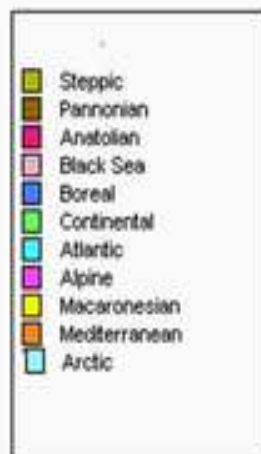 Steppic
Pannonian
Anatolian
Black Sea
Boreal
Continental
Atlantic
Alpine
Macaronesian
Mediterranean
Arctic